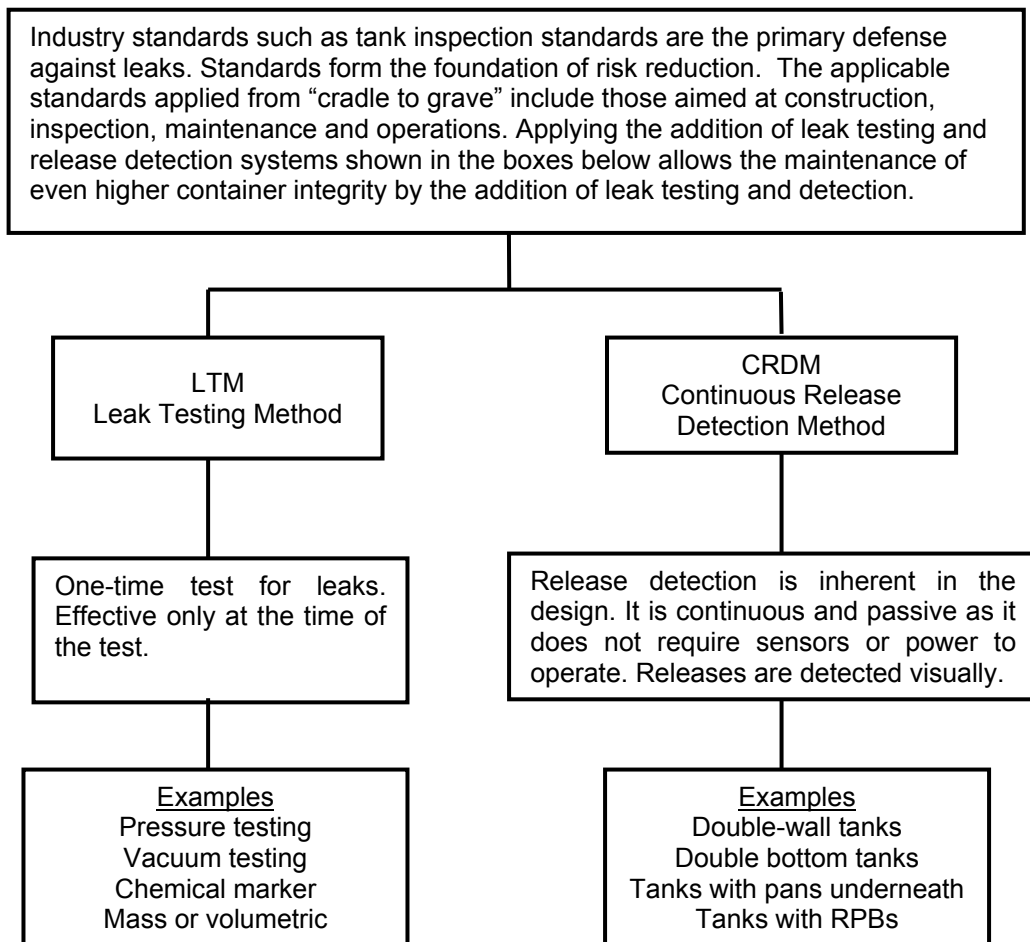 Industry standards such as tank inspection standards are the primary defense
against leaks. Standards form the foundation of risk reduction.  The applicable
standards applied from “cradle to grave” include those aimed at construction,
inspection, maintenance and operations. Applying the addition of leak testing and
release detection systems shown in the boxes below allows the maintenance of
even higher container integrity by the addition of leak testing and detection.
LTM
Leak Testing Method
CRDM
Continuous Release
Detection Method
One-time test for leaks.
Effective only at the time of
the test.
Release detection is inherent in the
design. It is continuous and passive as it
does not require sensors or power to
operate. Releases are detected visually.
Examples
Pressure testing
Vacuum testing
Chemical marker
Mass or volumetric
Examples
Double-wall tanks
Double bottom tanks
Tanks with pans underneath
Tanks with RPBs